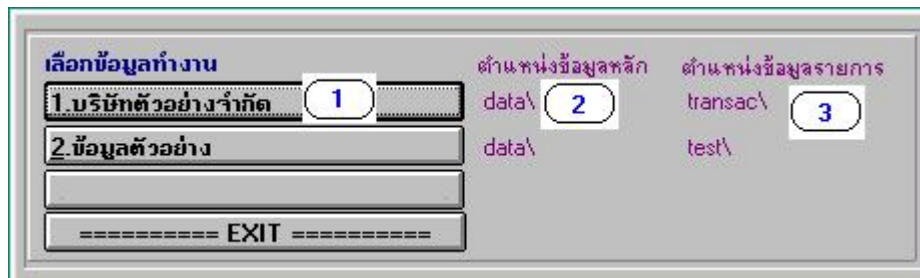 เลือกข้อมูลทำงาน ตำแหน่งข้อมูลหลัก ตำแหน่งข้อมูลรายการ
1.บริษัทตัวอย่างจำกัด 1 data\ 2 transac\ 3
2.ข้อมูลตัวอย่าง data\ test\
========== EXIT ==========